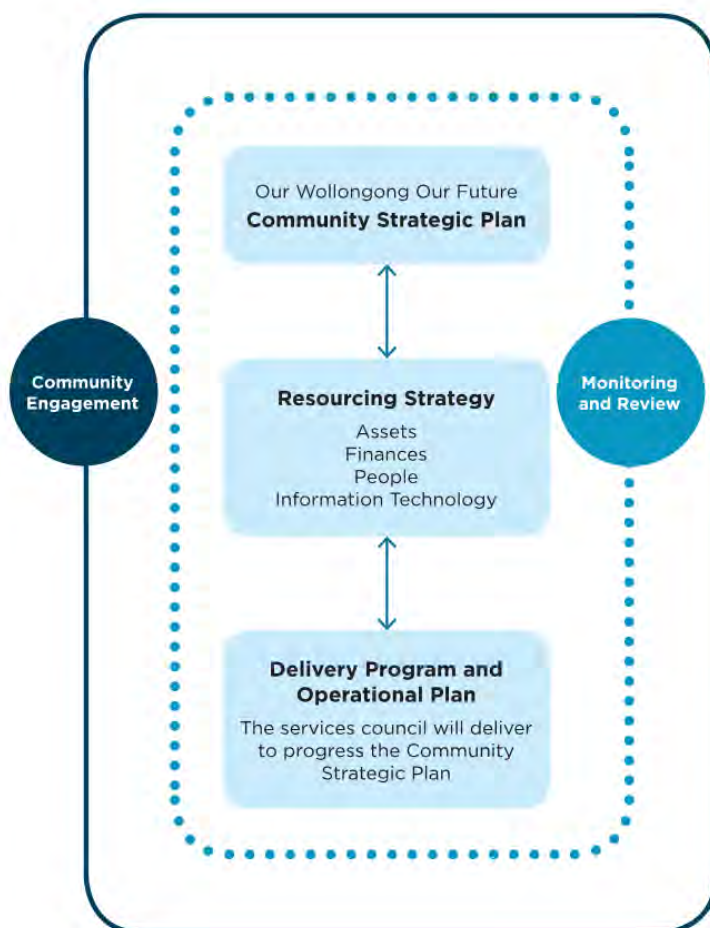 Our Wollongong Our Future
Community Strategic Plan
Community
Engagement
Resourcing Strategy
Assets
Finances
People
Information Technology
Monitoring
and Review
Delivery Program and
Operational Plan
The services council will deliver
to progress the Community
Strategic Plan